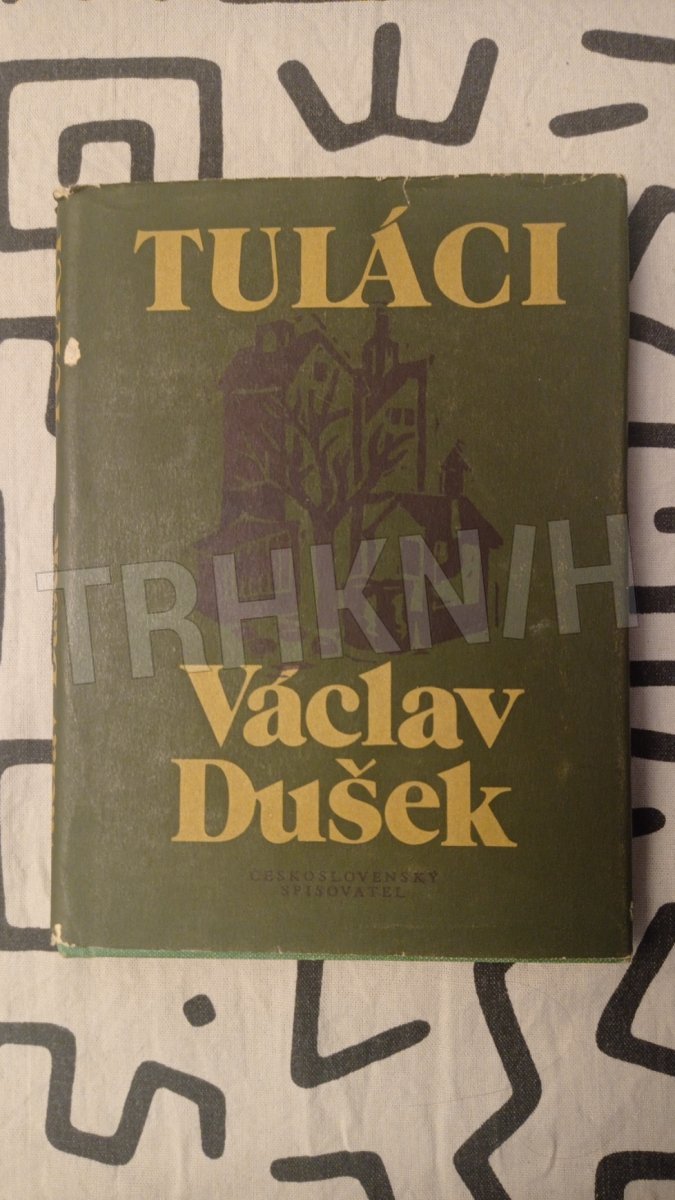 TULÁCI
TRHKNIH
Václav
Dušek
ČESKOSLOVENSKÝ
SPISOVATEL